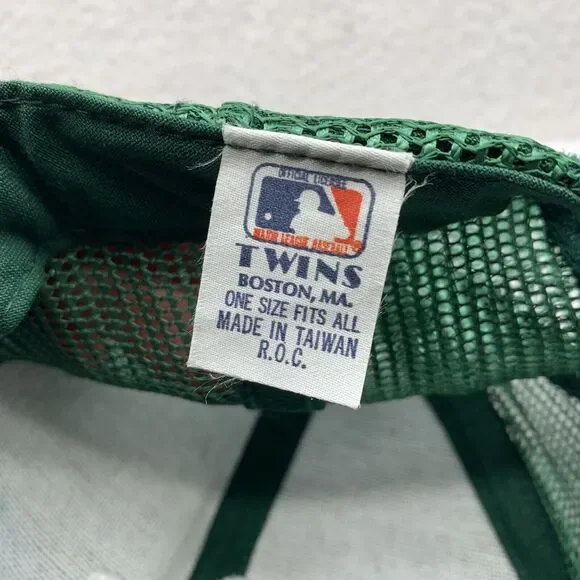 OFFICIAL LICENSEE
MAJOR LEAGUE BASEBALL
TWINS
BOSTON, MA.
ONE SIZE FITS ALL
MADE IN TAIWAN
R.O.C.